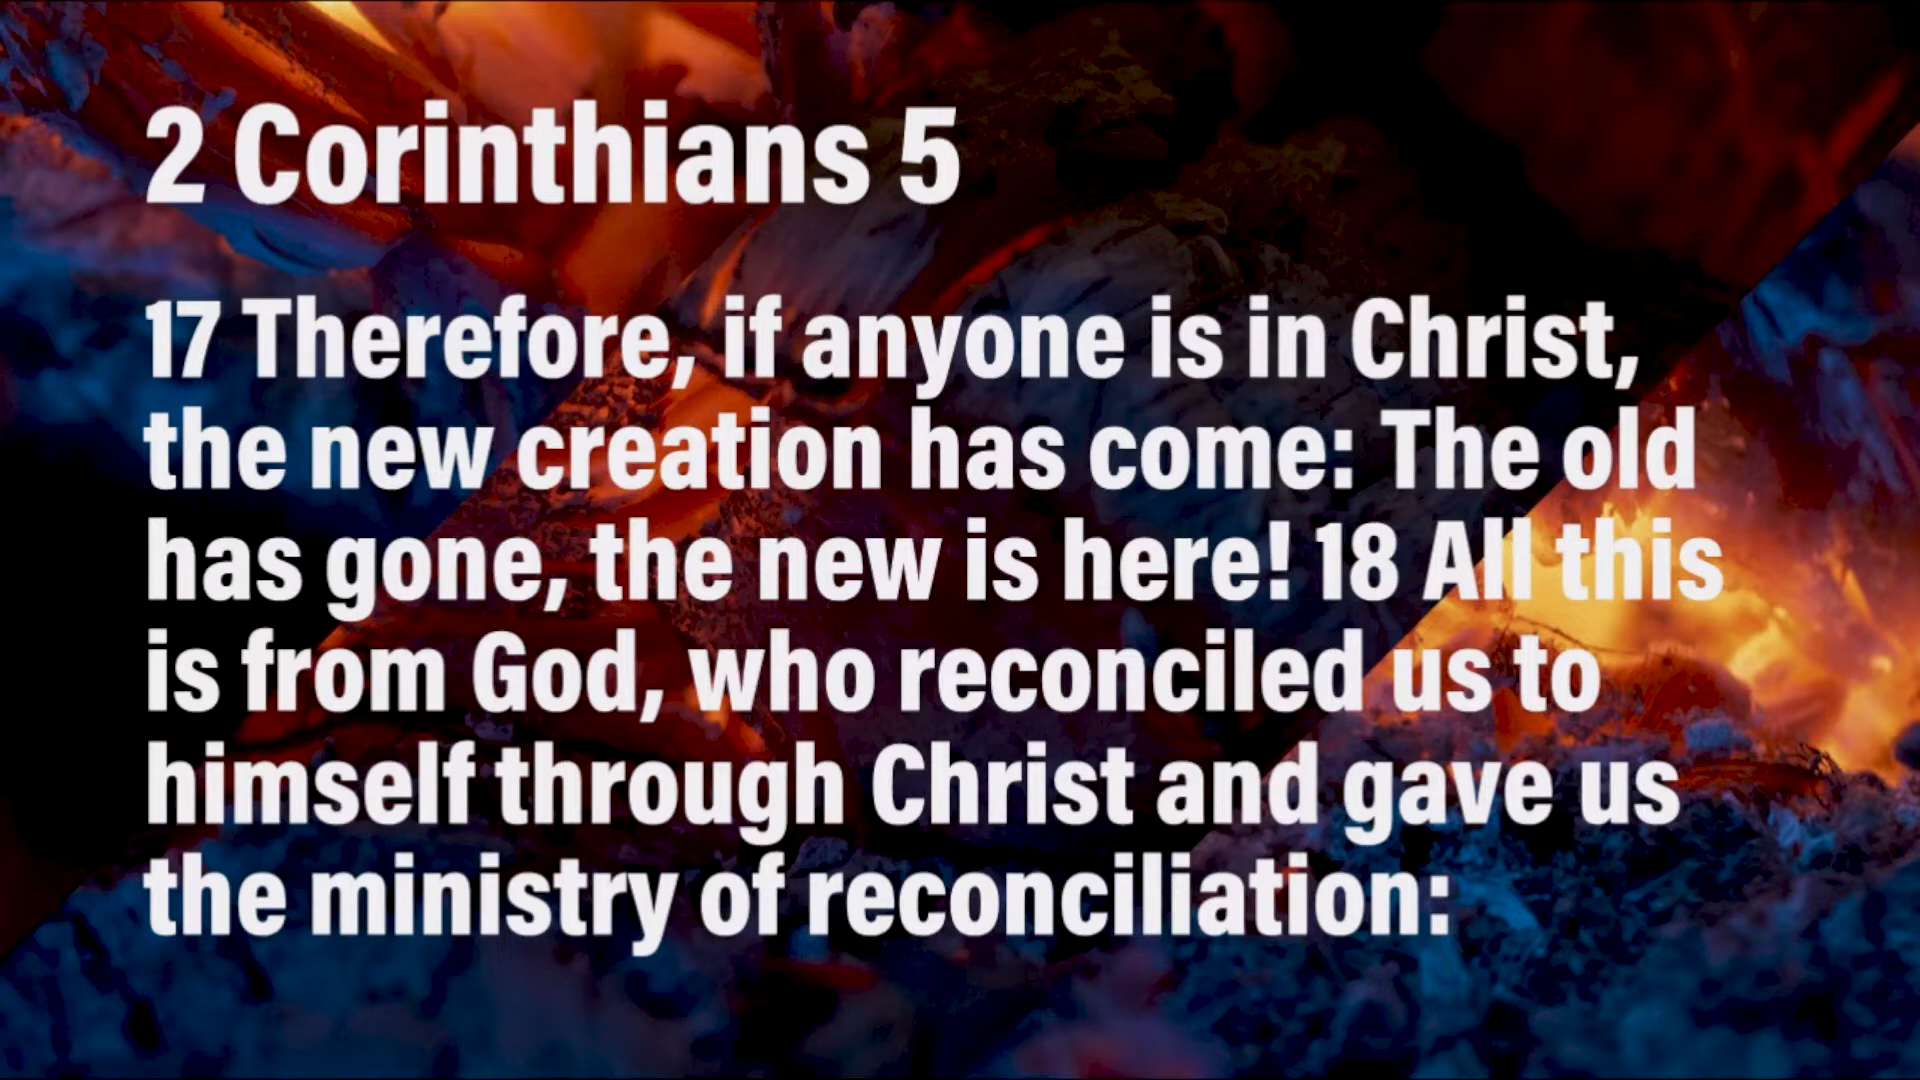 2 Corinthians 5
17 Therefore, if anyone is in Christ,
the new creation has come: The old
has gone, the new is here! 18 All this
is from God, who reconciled us to
himself through Christ and gave us
the ministry of reconciliation: